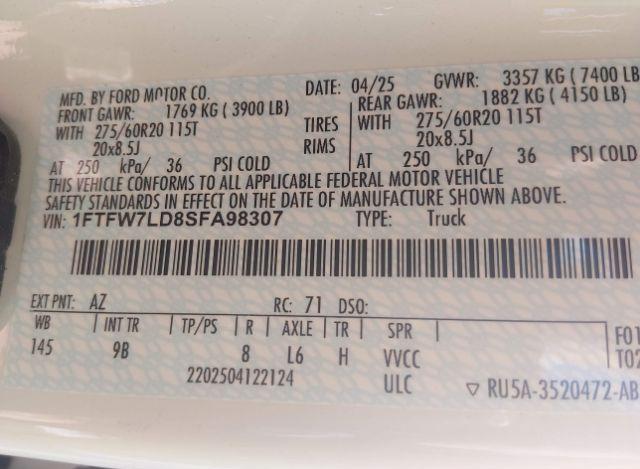 MFD. BY FORD MOTOR CO. DATE: 04/25 GVWR: 3357 KG ( 7400 LB)
FRONT GAWR: 1769 KG ( 3900 LB) REAR GAWR: 1882 KG ( 4150 LB)
WITH 275/60R20 115T TIRES WITH 275/60R20 115T
20x8.5J RIMS 20x8.5J
AT 250 kPa/ 36 PSI COLD AT 250 kPa/ 36 PSI COLD
THIS VEHICLE CONFORMS TO ALL APPLICABLE FEDERAL MOTOR VEHICLE
SAFETY STANDARDS IN EFFECT ON THE DATE OF MANUFACTURE SHOWN ABOVE.
VIN: 1FTFW7LD8SFA98307 TYPE: Truck
EXT PNT: AZ RC: 71 DSO:
WB INT TR TP/PS R AXLE TR SPR
145 9B 8 L6 H VVCC
2202504122124 ULC
F01
T02
▽ RU5A-3520472-AB